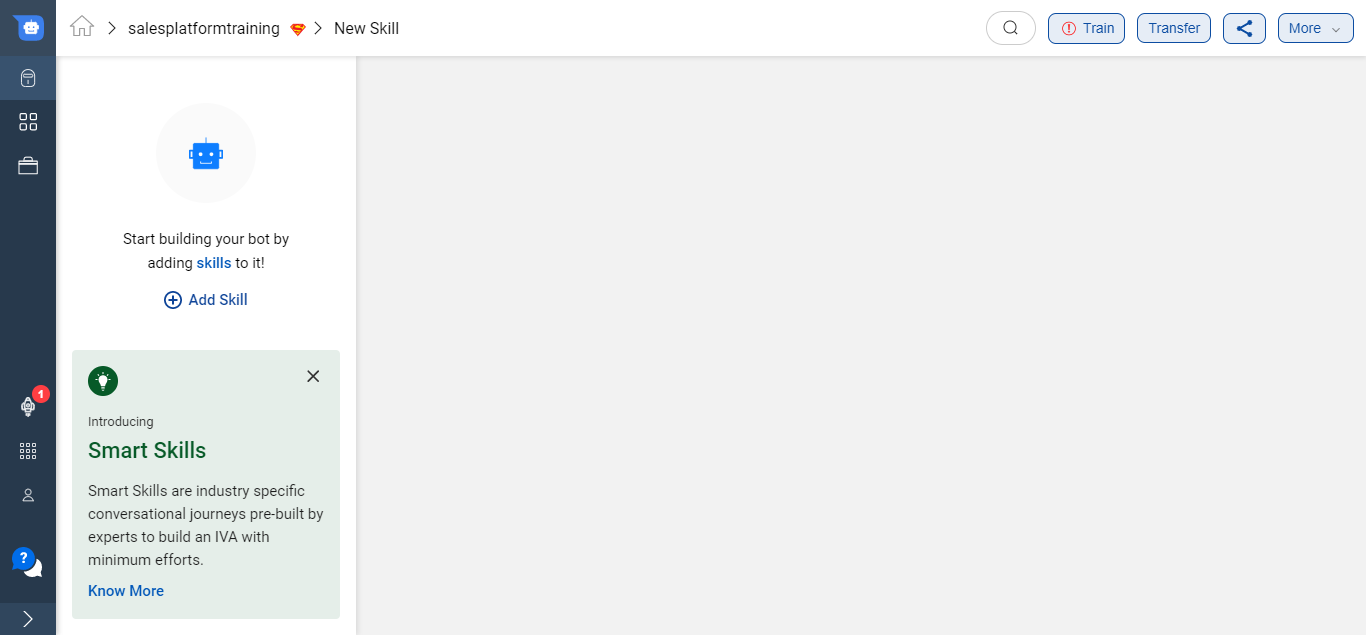 salesplatformtraining New Skill
Train
Transfer
More
Start building your bot by
adding skills to it!
Add Skill
Introducing
Smart Skills
Smart Skills are industry specific
conversational journeys pre-built by
experts to build an IVA with
minimum efforts.
Know More
1
?